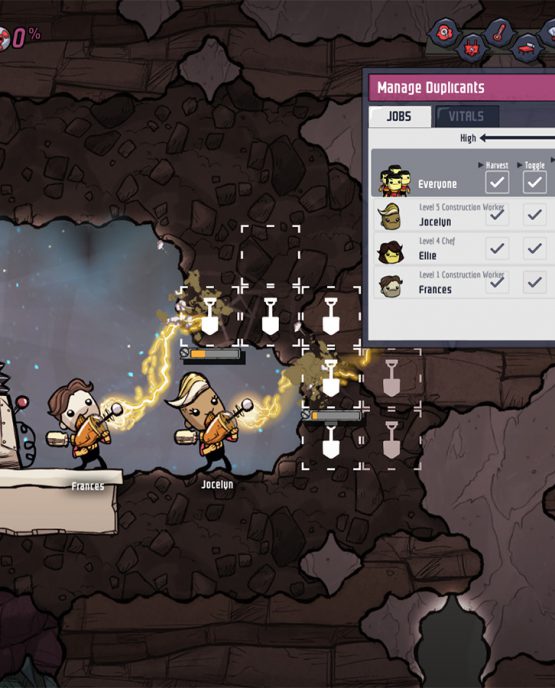 0%
Manage Duplicants
JOBS VITALS
High
Harvest Toggle
Everyone
Level 5 Construction Worker
Jocelyn
Level 4 Chef
Ellie
Level 1 Construction Worker
Frances
Frances
Jocelyn